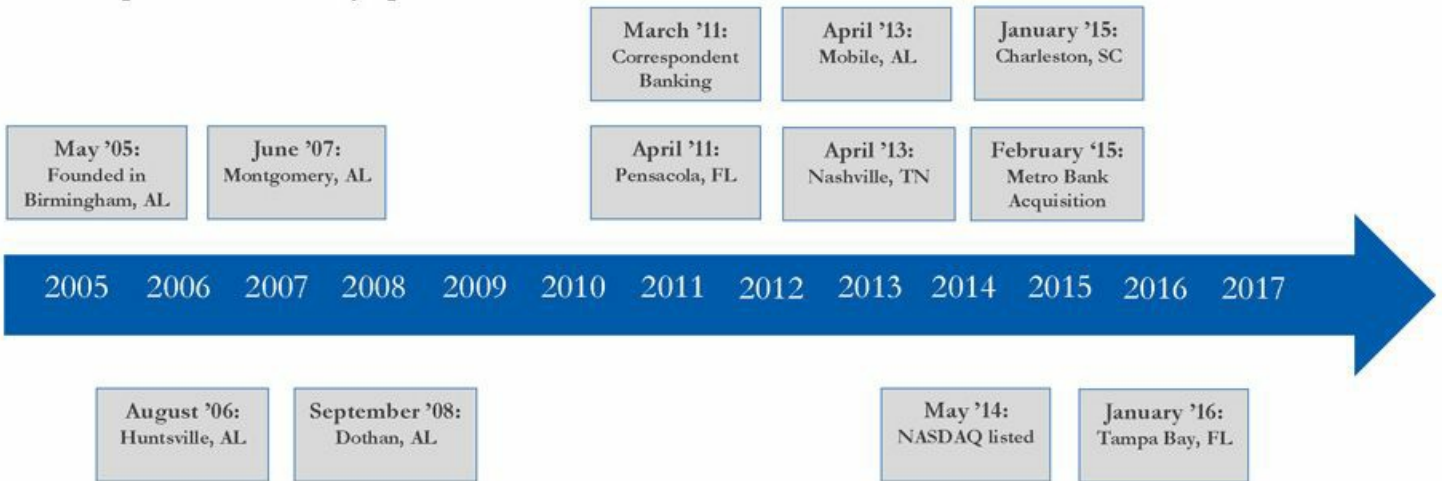 March ’11:
Correspondent
Banking
April ’13:
Mobile, AL
January ’15:
Charleston, SC
May ’05:
Founded in
Birmingham, AL
June ’07:
Montgomery, AL
April ’11:
Pensacola, FL
April ’13:
Nashville, TN
February ‘15:
Metro Bank
Acquisition
2005 2006 2007 2008 2009 2010 2011 2012 2013 2014 2015 2016 2017
August ’06:
Huntsville, AL
September ’08:
Dothan, AL
May ’14:
NASDAQ listed
January ’16:
Tampa Bay, FL